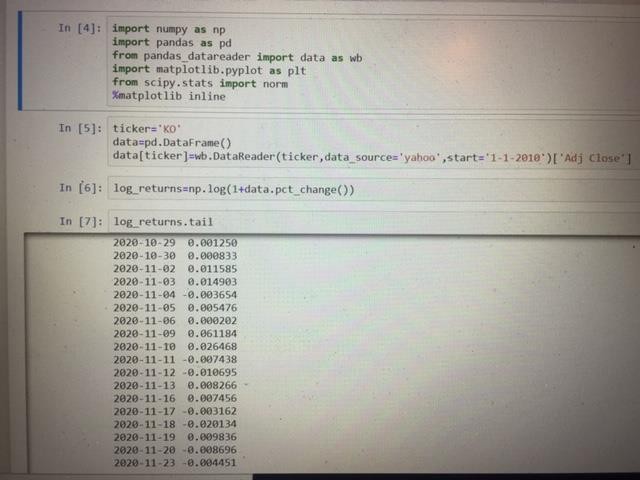 In [4]: import numpy as np
import pandas as pd
from pandas_datareader import data as wb
import matplotlib.pyplot as plt
from scipy.stats import norm
%matplotlib inline
In [5]: ticker='KO'
data=pd.DataFrame()
data[ticker]=wb.DataReader(ticker,data_source='yahoo',start='1-1-2010')['Adj Close']
In [6]: log_returns=np.log(1+data.pct_change())
In [7]: log_returns.tail
2020-10-29 0.001250
2020-10-30 0.000833
2020-11-02 0.011585
2020-11-03 0.014903
2020-11-04 -0.003654
2020-11-05 0.005476
2020-11-06 0.000202
2020-11-09 0.061184
2020-11-10 0.026468
2020-11-11 -0.007438
2020-11-12 -0.010695
2020-11-13 0.008266
2020-11-16 0.007456
2020-11-17 -0.003162
2020-11-18 -0.020134
2020-11-19 0.009836
2020-11-20 -0.008696
2020-11-23 -0.004451